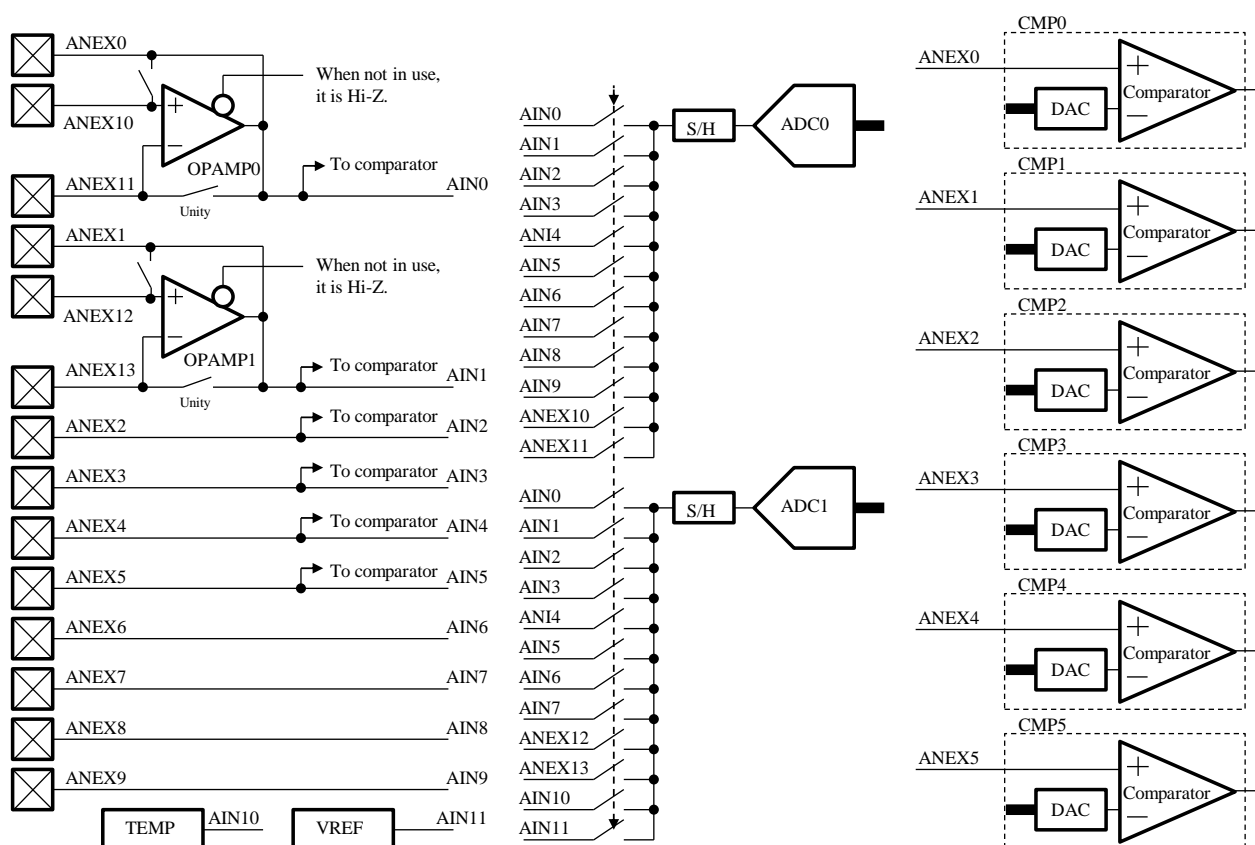 ANEX0
When not in use,
it is Hi-Z.
+
ANEX10
−
OPAMP0
To comparator
ANEX11
AIN0
Unity
ANEX1
When not in use,
it is Hi-Z.
+
ANEX12
−
OPAMP1
To comparator
ANEX13
AIN1
Unity
To comparator
ANEX2
AIN2
To comparator
ANEX3
AIN3
To comparator
ANEX4
AIN4
To comparator
ANEX5
AIN5
ANEX6
AIN6
ANEX7
AIN7
ANEX8
AIN8
ANEX9
AIN9
TEMP
AIN10
VREF
AIN11
AIN0
AIN1
AIN2
AIN3
ANI4
AIN5
AIN6
AIN7
AIN8
AIN9
ANEX10
ANEX11
S/H
ADC0
AIN0
AIN1
AIN2
AIN3
ANI4
AIN5
AIN6
AIN7
ANEX12
ANEX13
AIN10
AIN11
S/H
ADC1
CMP0
ANEX0
+
Comparator
DAC
−
CMP1
ANEX1
+
Comparator
DAC
−
CMP2
ANEX2
+
Comparator
DAC
−
CMP3
ANEX3
+
Comparator
DAC
−
CMP4
ANEX4
+
Comparator
DAC
−
CMP5
ANEX5
+
Comparator
DAC
−